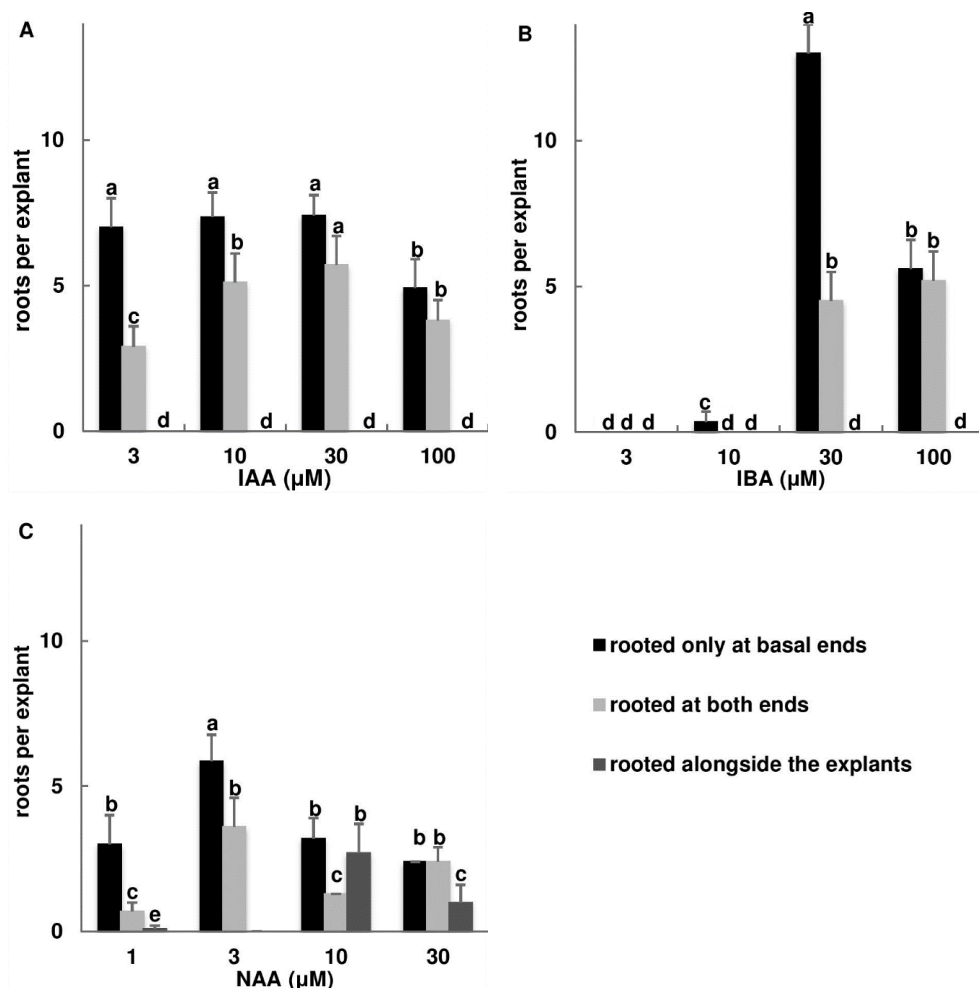 A
roots per explant
10
5
0
a
c
d
a
b
d
a
a
d
b
b
d
3 10 30 100
IAA (µM)
B
roots per explant
10
5
0
d d d
c
d d
a
b
d
b b
d
3 10 30 100
IBA (µM)
C
roots per explant
10
5
0
b
c
e
a
b
b
c
b
b b
c
1 3 10 30
NAA (µM)
rooted only at basal ends
rooted at both ends
rooted alongside the explants